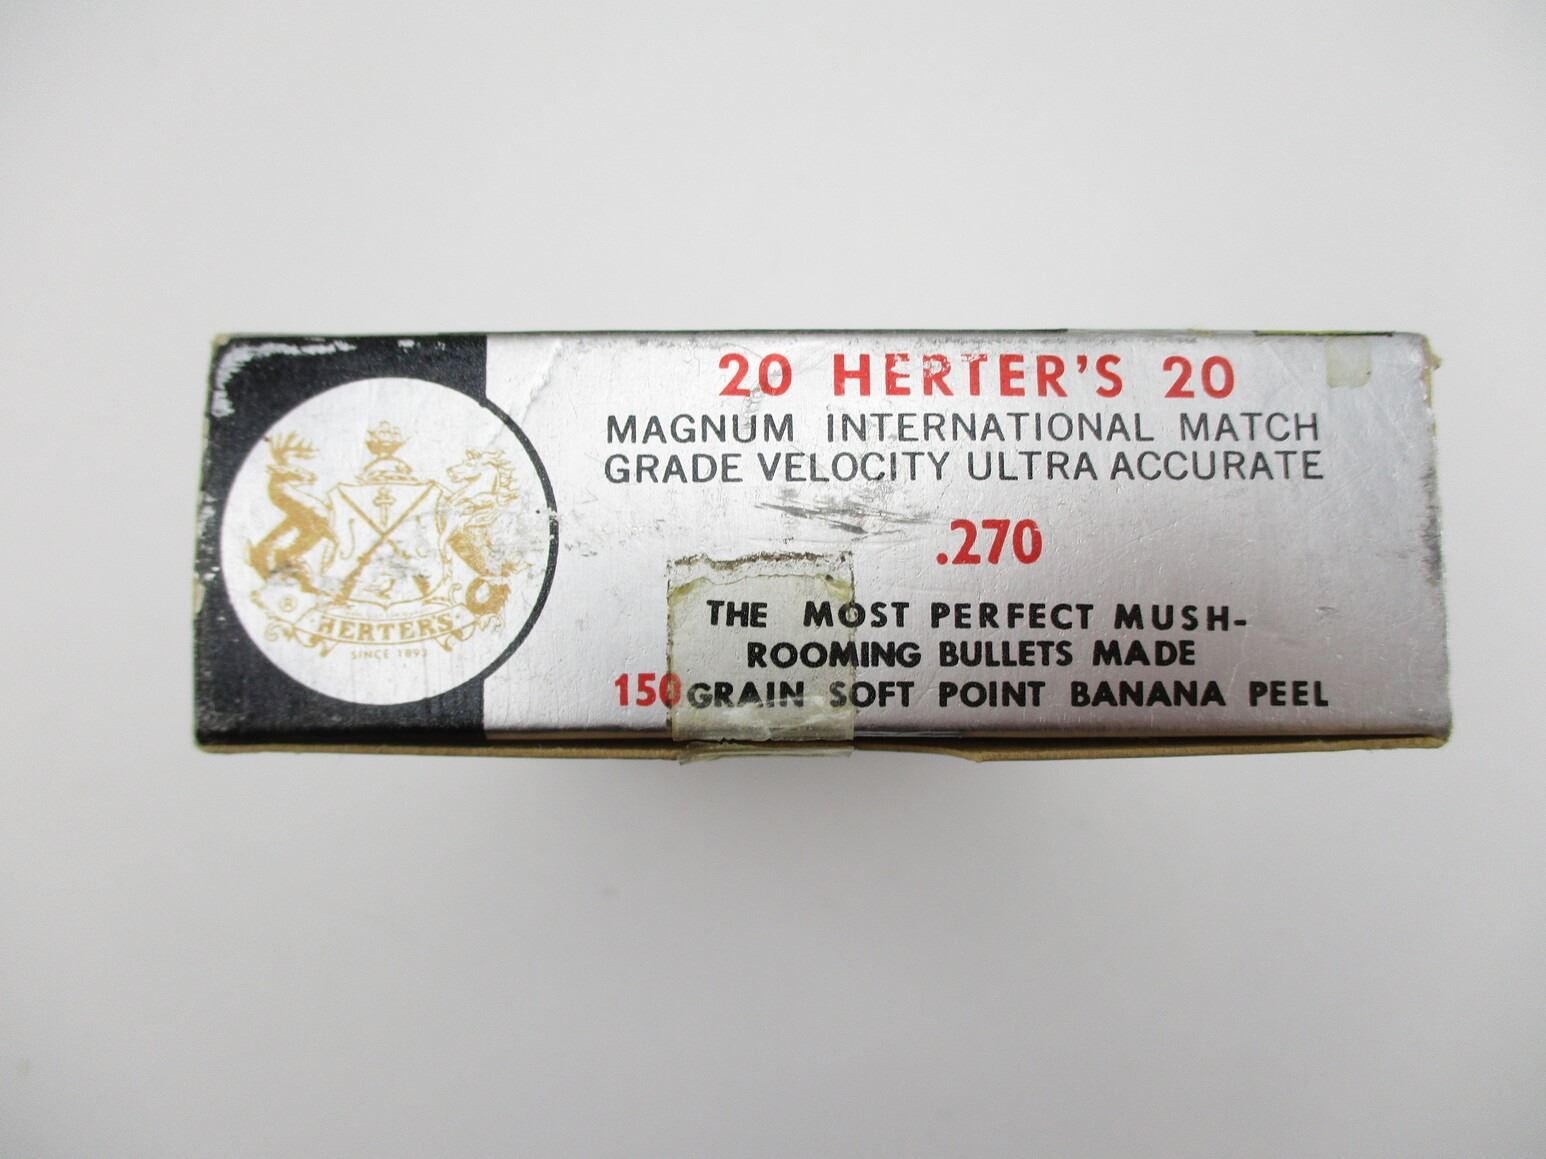 20 HERTER'S 20
MAGNUM INTERNATIONAL MATCH
GRADE VELOCITY ULTRA ACCURATE
.270
THE MOST PERFECT MUSH-
ROOMING BULLETS MADE
150 GRAIN SOFT POINT BANANA PEEL
®
HERTER'S
SINCE 1893